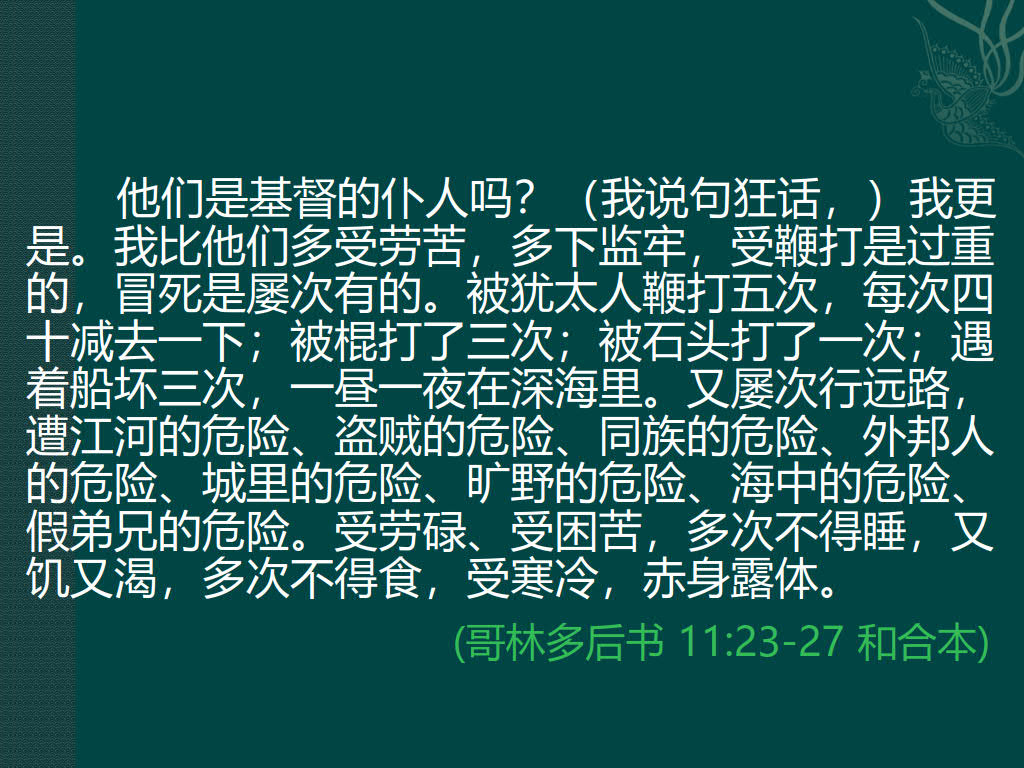 他们是基督的仆人吗？（我说句狂话，）我更
是。我比他们多受劳苦，多下监牢，受鞭打是过重
的，冒死是屡次有的。被犹太人鞭打五次，每次四
十减去一下；被棍打了三次；被石头打了一次；遇
着船坏三次，一昼一夜在深海里。又屡次行远路，
遭江河的危险、盗贼的危险、同族的危险、外邦人
的危险、城里的危险、旷野的危险、海中的危险、
假弟兄的危险。受劳碌、受困苦，多次不得睡，又
饥又渴，多次不得食，受寒冷，赤身露体。
(哥林多后书 11:23-27 和合本)